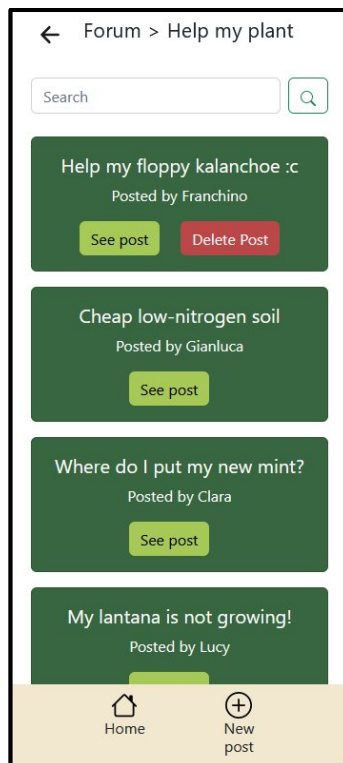 Forum > Help my plant
Search
Help my floppy kalanchoe :c
Posted by Franchino
See post
Delete Post
Cheap low-nitrogen soil
Posted by Gianluca
See post
Where do I put my new mint?
Posted by Clara
See post
My lantana is not growing!
Posted by Lucy
Home
New
post